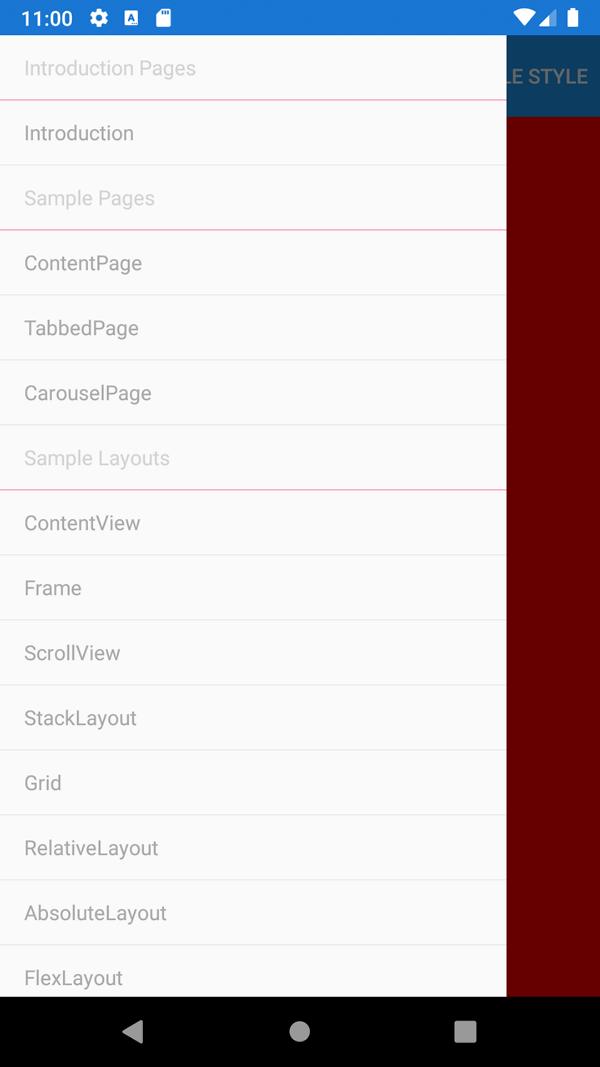 11:00
Introduction Pages
LE STYLE
Introduction
Sample Pages
ContentPage
TabbedPage
CarouselPage
Sample Layouts
ContentView
Frame
ScrollView
StackLayout
Grid
RelativeLayout
AbsoluteLayout
FlexLayout